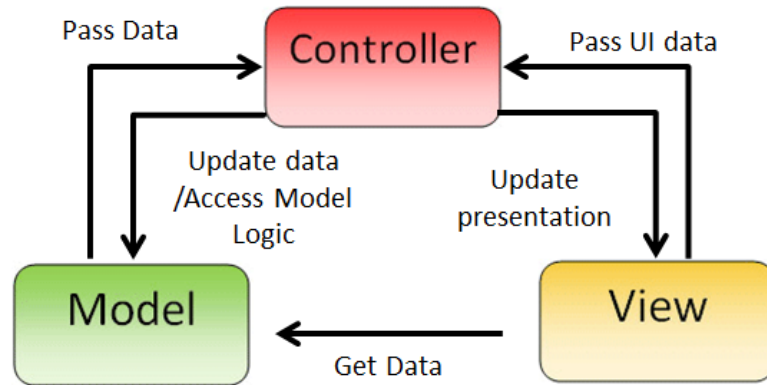 Pass Data
Controller
Pass UI data
Update data
/Access Model
Logic
Update
presentation
Model
View
Get Data